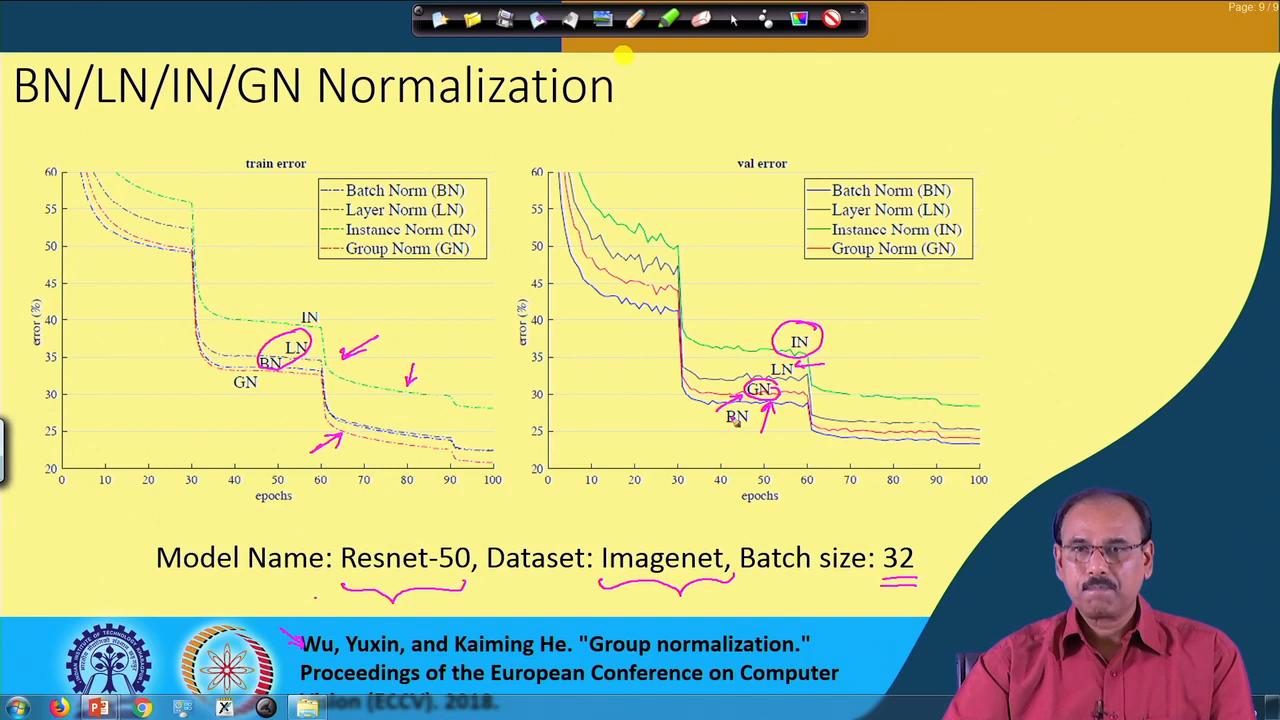 Page: 9 / 9
BN/LN/IN/GN Normalization
train error
60
55
50
45
40
35
30
25
20
error (%)
Batch Norm (BN)
Layer Norm (LN)
Instance Norm (IN)
Group Norm (GN)
IN
LN
BN
GN
0 10 20 30 40 50 60 70 80 90 100
epochs
val error
60
55
50
45
40
35
30
25
20
error (%)
Batch Norm (BN)
Layer Norm (LN)
Instance Norm (IN)
Group Norm (GN)
IN
LN
GN
BN
0 10 20 30 40 50 60 70 80 90 100
epochs
Model Name: Resnet-50, Dataset: Imagenet, Batch size: 32
Wu, Yuxin, and Kaiming He. "Group normalization."
Proceedings of the European Conference on Computer
Vision (ECCV). 2018.